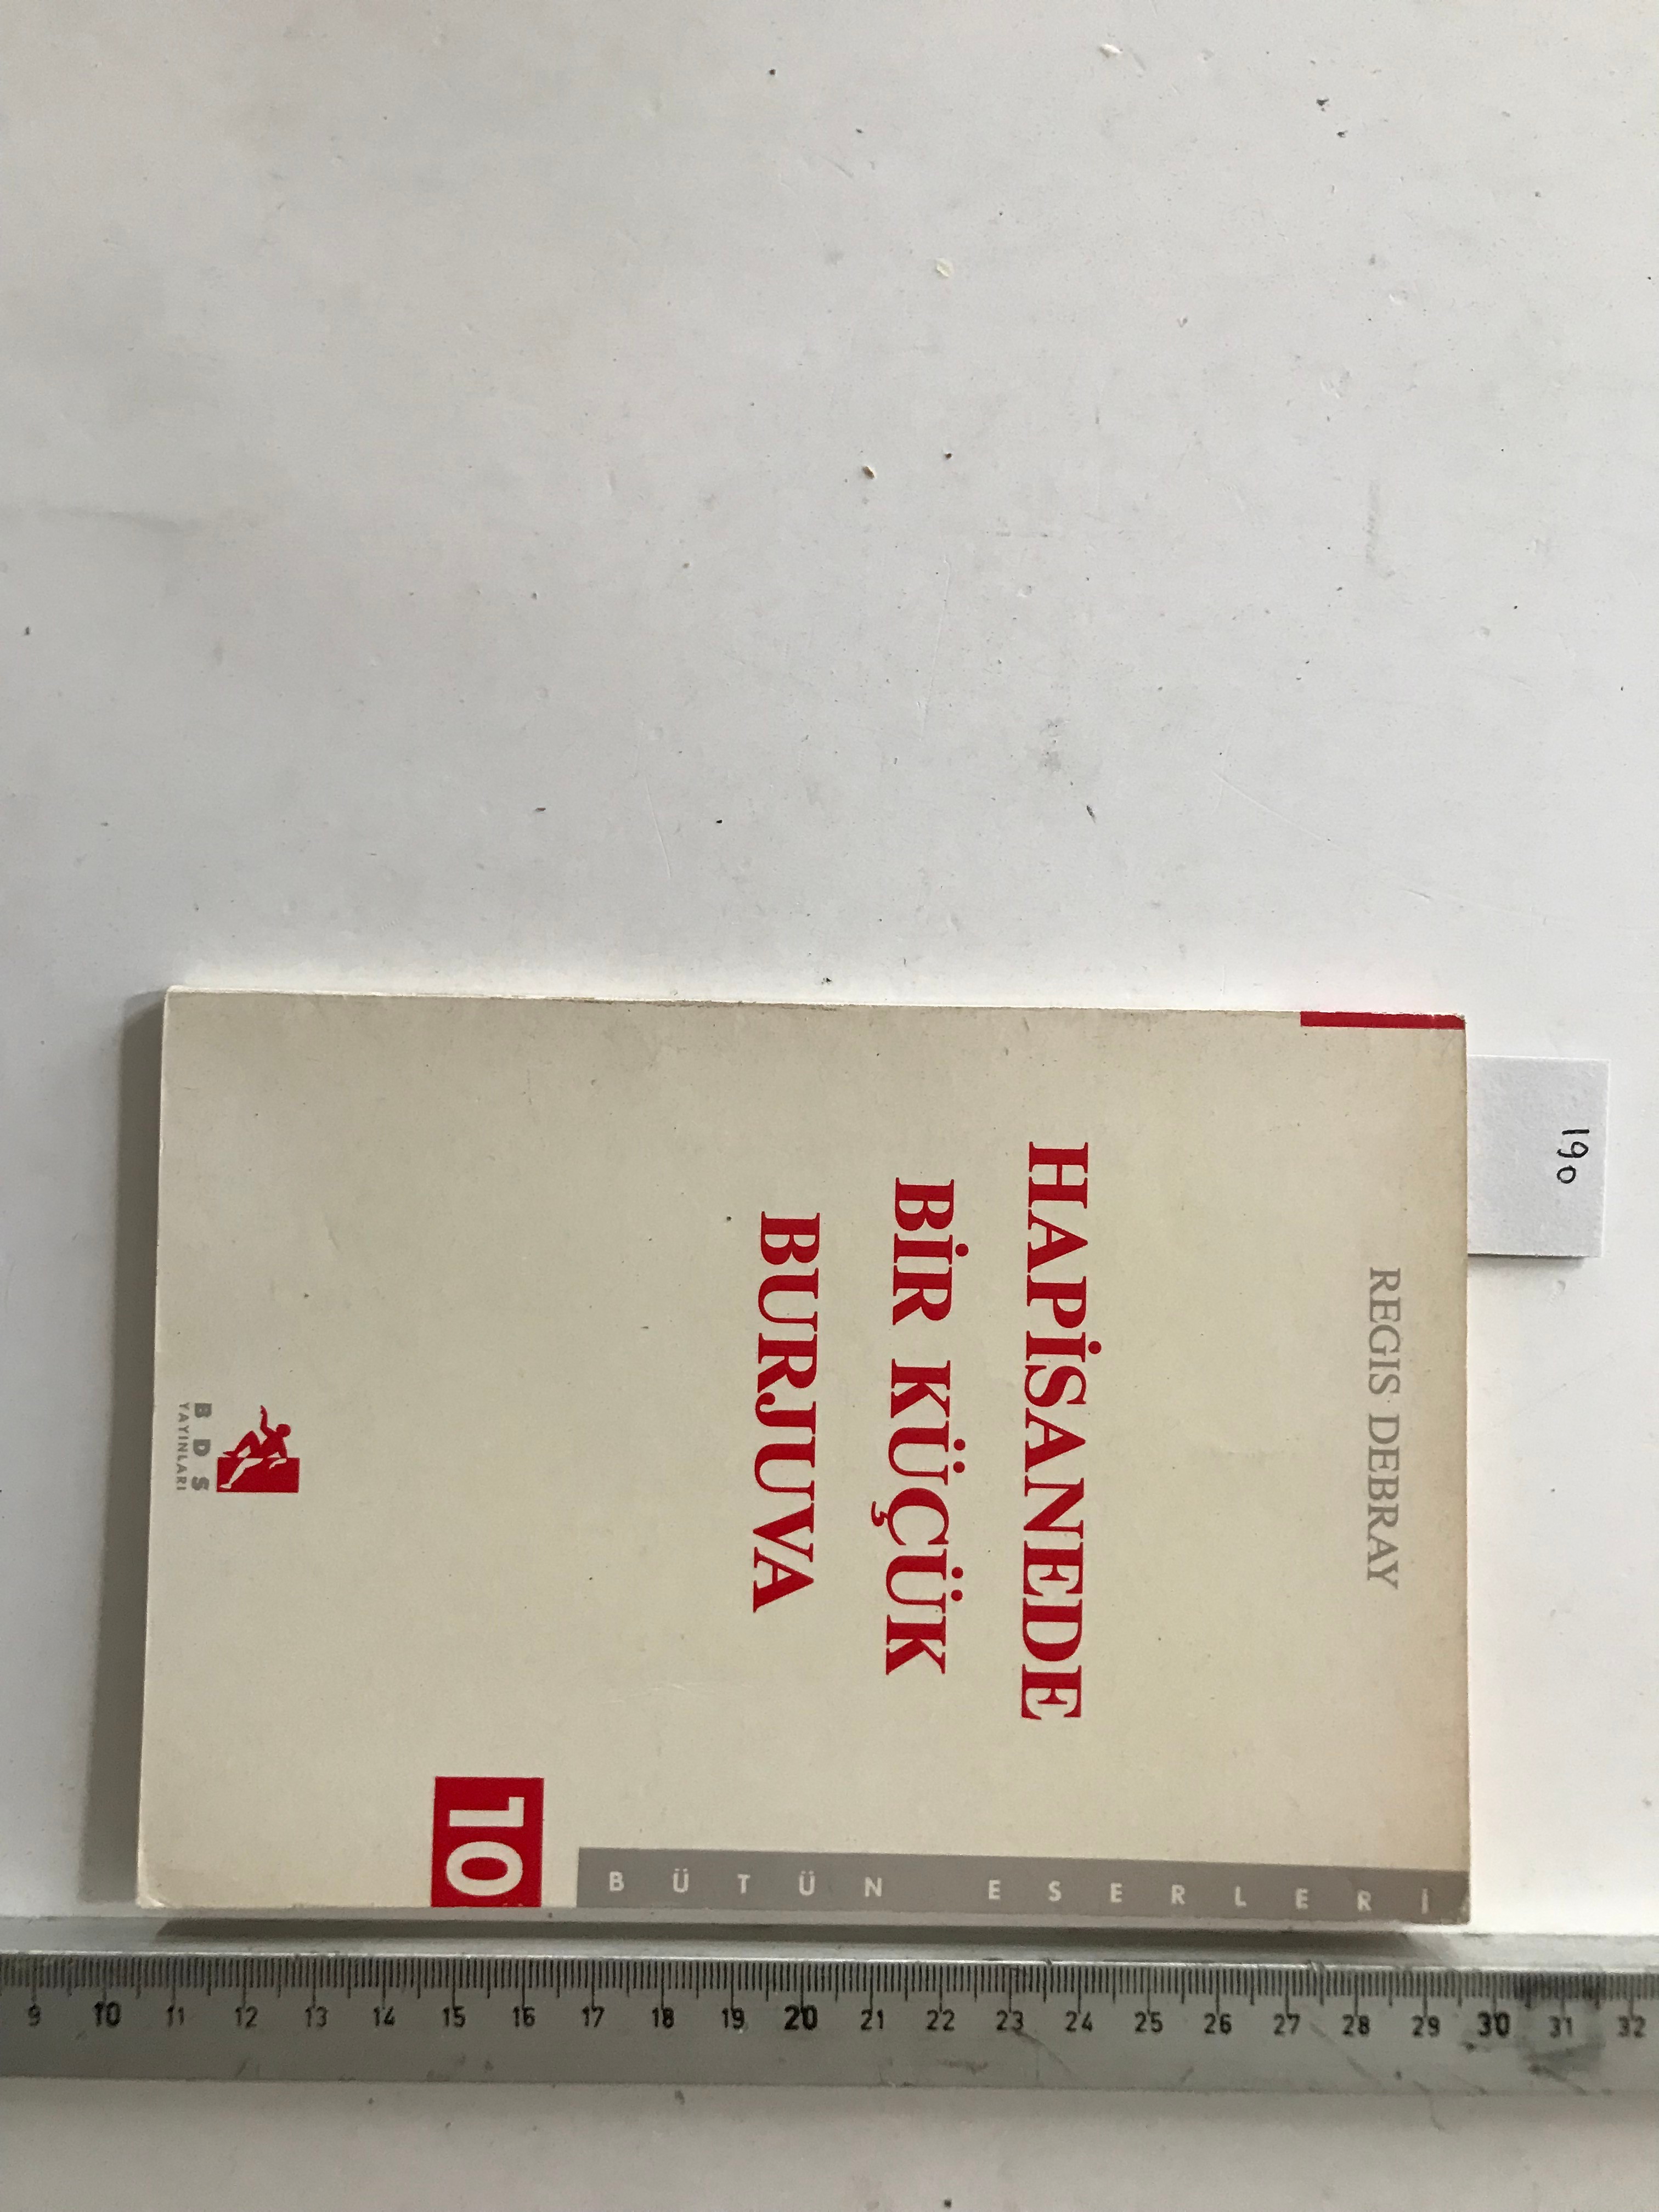 190
REGIS DEBRAY
HAPİSANEDE
BİR KÜÇÜK
BURJUVA
BÜTÜN ESERLERİ
10
BDS
YAYINLARI
9 10 11 12 13 14 15 16 17 18 19 20 21 22 23 24 25 26 27 28 29 30 31 32